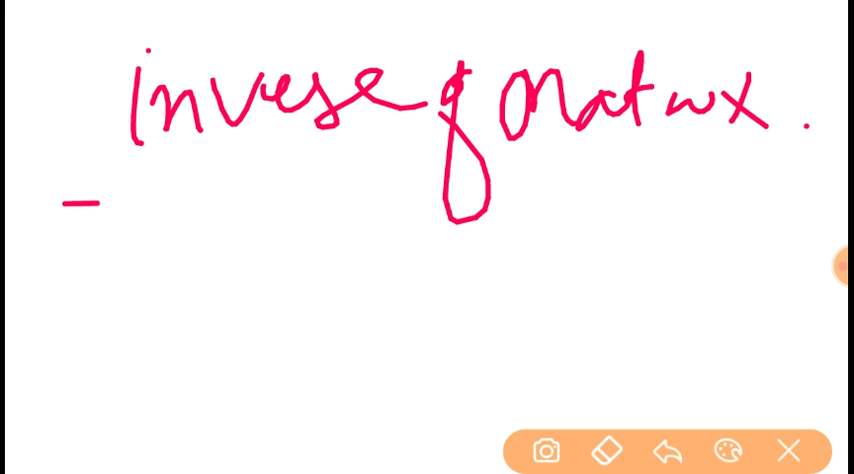 inverse of Matrix .
-